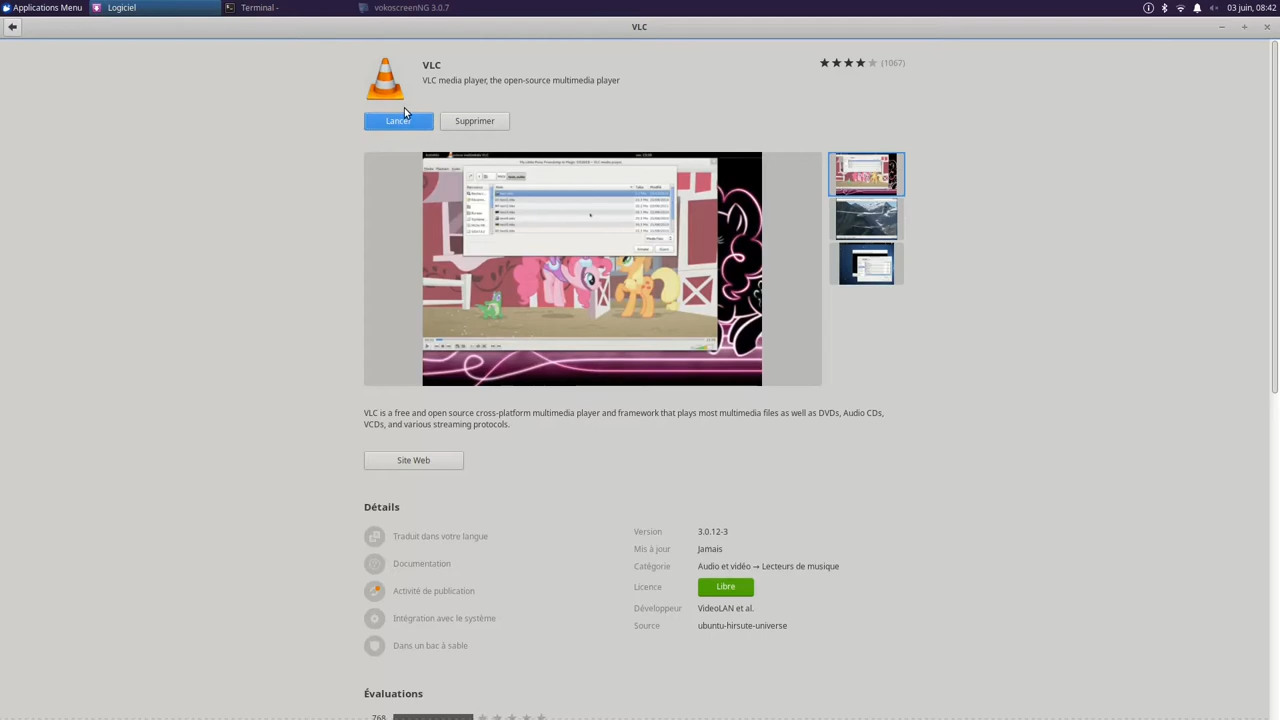 Applications Menu
Logiciel
Terminal -
vokoscreenNG 3.0.7
03 juin, 08:42
VLC
VLC
VLC media player, the open-source multimedia player
(1067)
Lancer
Supprimer
VLC is a free and open source cross-platform multimedia player and framework that plays most multimedia files as well as DVDs, Audio CDs,
VCDs, and various streaming protocols.
Site Web
Détails
Traduit dans votre langue
Documentation
Activité de publication
Intégration avec le système
Dans un bac à sable
Version 3.0.12-3
Mis à jour Jamais
Catégorie Audio et vidéo → Lecteurs de musique
Licence Libre
Développeur VideoLAN et al.
Source ubuntu-hirsute-universe
Évaluations
768